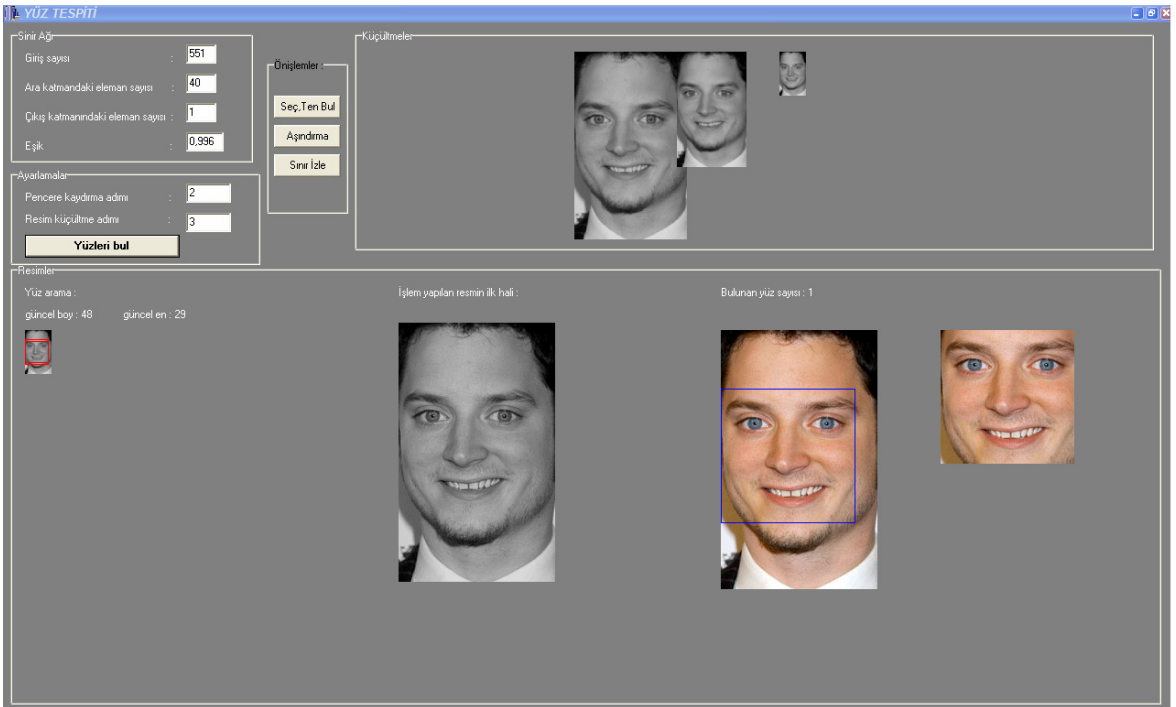 YÜZ TESPİTİ
Sinir Ağı
Giriş sayısı : 551
Ara katmandaki eleman sayısı : 40
Çıkış katmanındaki eleman sayısı : 1
Eşik : 0,996
Ayarlamalar
Pencere kaydırma adımı : 2
Resim küçültme adımı : 3
Yüzleri bul
Önişlemler :
Seç,Ten Bul
Aşındırma
Sınır İzle
Küçültmeler
Resimler
Yüz arama :
güncel boy : 48 güncel en : 29
İşlem yapılan resmin ilk hali :
Bulunan yüz sayısı : 1